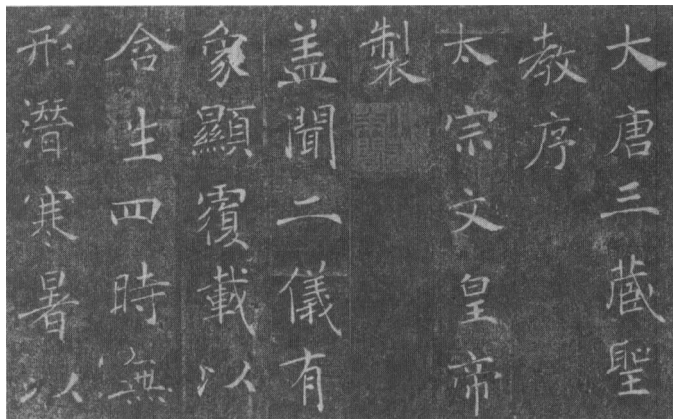 大唐三藏聖
教序
太宗文皇帝
製
盖聞二儀有
象顯覆載以
含生四時無
形潛寒暑以